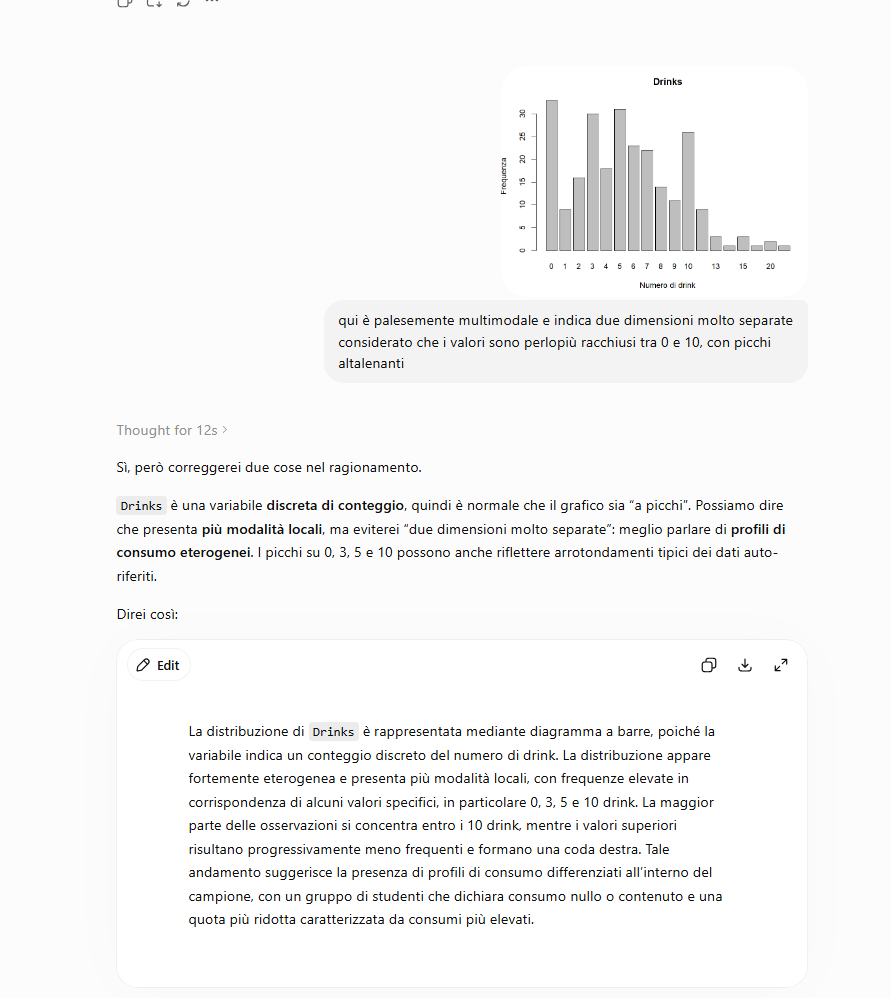 Drinks
Frequenza
30
25
20
15
10
5
0
0 1 2 3 4 5 6 7 8 9 10 13 15 20
Numero di drink
qui è palesemente multimodale e indica due dimensioni molto separate
considerato che i valori sono perlopiù racchiusi tra 0 e 10, con picchi
altalenanti
Thought for 12s
Sì, però correggerei due cose nel ragionamento.
Drinks è una variabile discreta di conteggio, quindi è normale che il grafico sia “a picchi”. Possiamo dire
che presenta più modalità locali, ma eviterei “due dimensioni molto separate”: meglio parlare di profili di
consumo eterogenei. I picchi su 0, 3, 5 e 10 possono anche riflettere arrotondamenti tipici dei dati auto-
riferiti.
Direi così:
Edit
La distribuzione di Drinks è rappresentata mediante diagramma a barre, poiché la
variabile indica un conteggio discreto del numero di drink. La distribuzione appare
fortemente eterogenea e presenta più modalità locali, con frequenze elevate in
corrispondenza di alcuni valori specifici, in particolare 0, 3, 5 e 10 drink. La maggior
parte delle osservazioni si concentra entro i 10 drink, mentre i valori superiori
risultano progressivamente meno frequenti e formano una coda destra. Tale
andamento suggerisce la presenza di profili di consumo differenziati all’interno del
campione, con un gruppo di studenti che dichiara consumo nullo o contenuto e una
quota più ridotta caratterizzata da consumi più elevati.